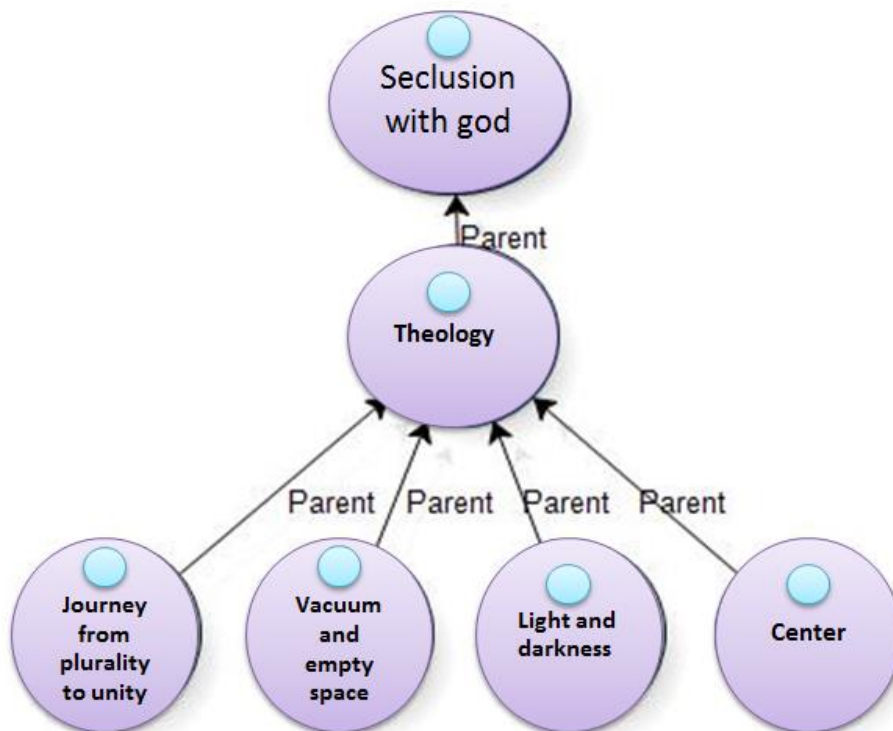 Seclusion
with god
Parent
Theology
Parent
Parent
Parent
Parent
Journey
from
plurality
to unity
Vacuum
and
empty
space
Light and
darkness
Center